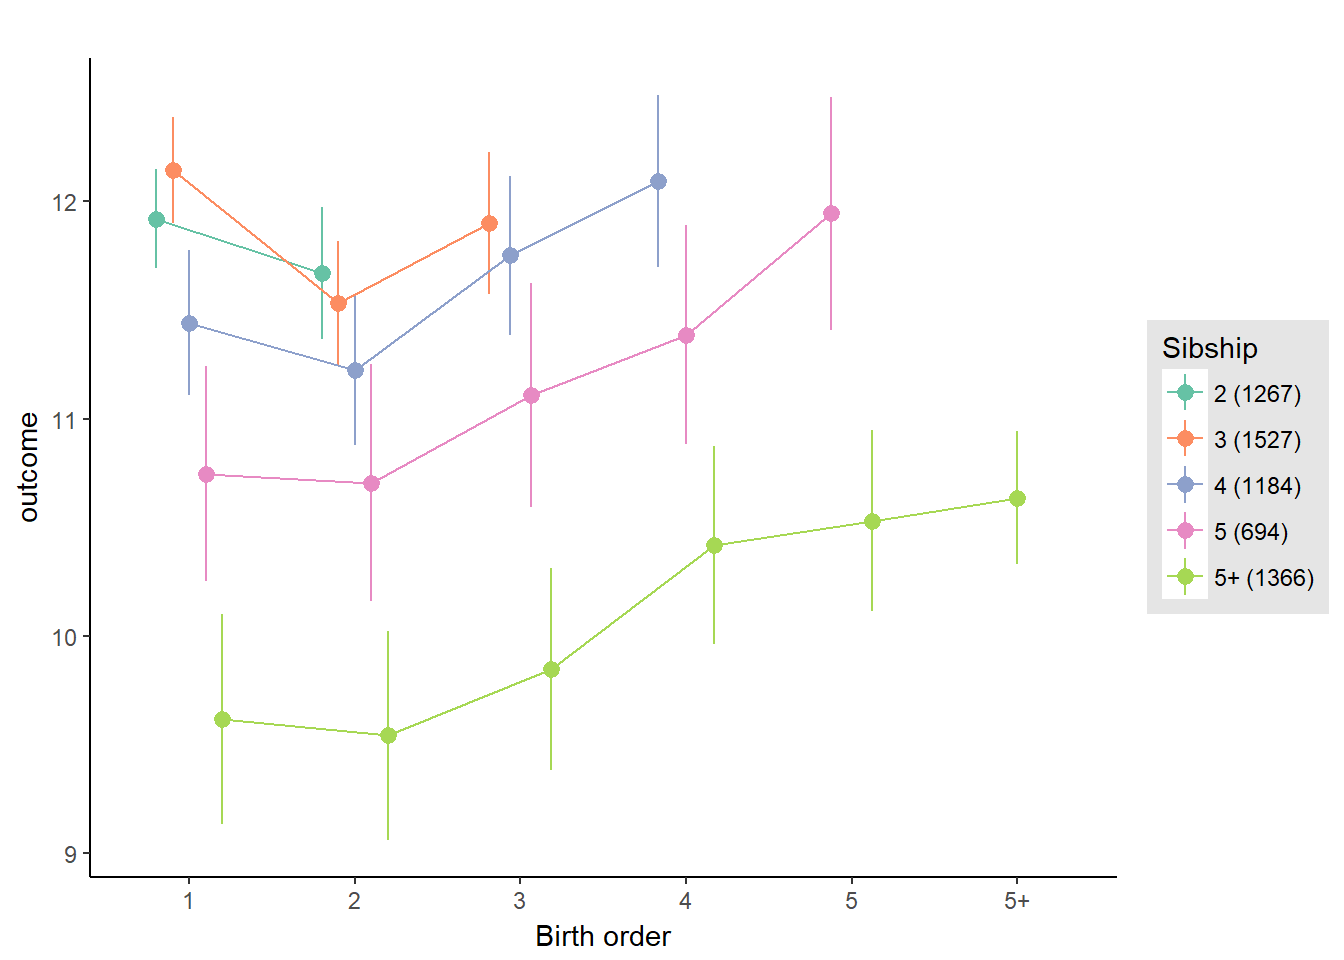 12
11
10
9
outcome
1 2 3 4 5 5+
Birth order
Sibship
2 (1267)
3 (1527)
4 (1184)
5 (694)
5+ (1366)